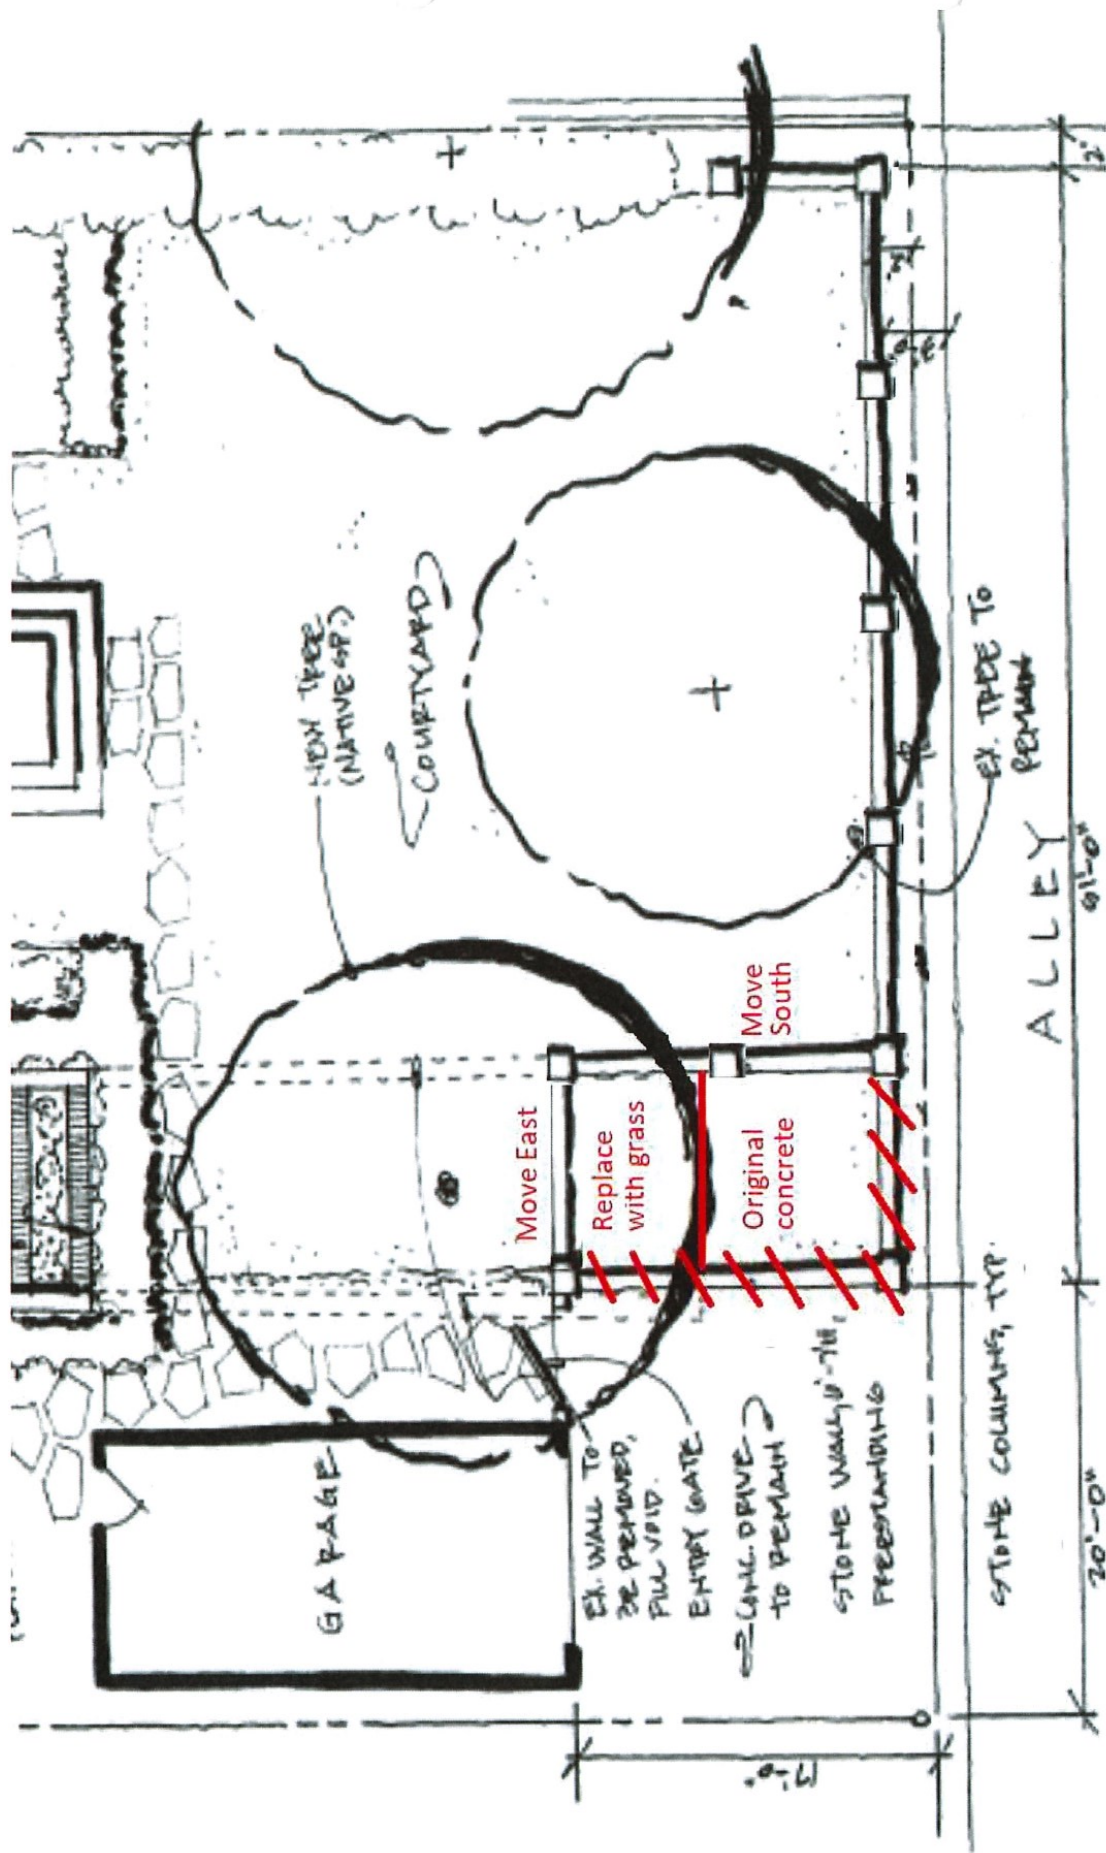 NEW TREE
(NATIVE SP.)
COURTYARD
EX. TREE TO
REMAIN
ALLEY
61'-0"
2'
Move
South
Move East
Replace
with grass
Original
concrete
GARAGE
EX. WALL TO
BE REMOVED,
FILL VOID.
ENTRY GATE
CONC. DRIVE
TO REMAIN
STONE WALL,
FREESTANDING
STONE COLUMNS, TYP.
20'-0"
17'-0"